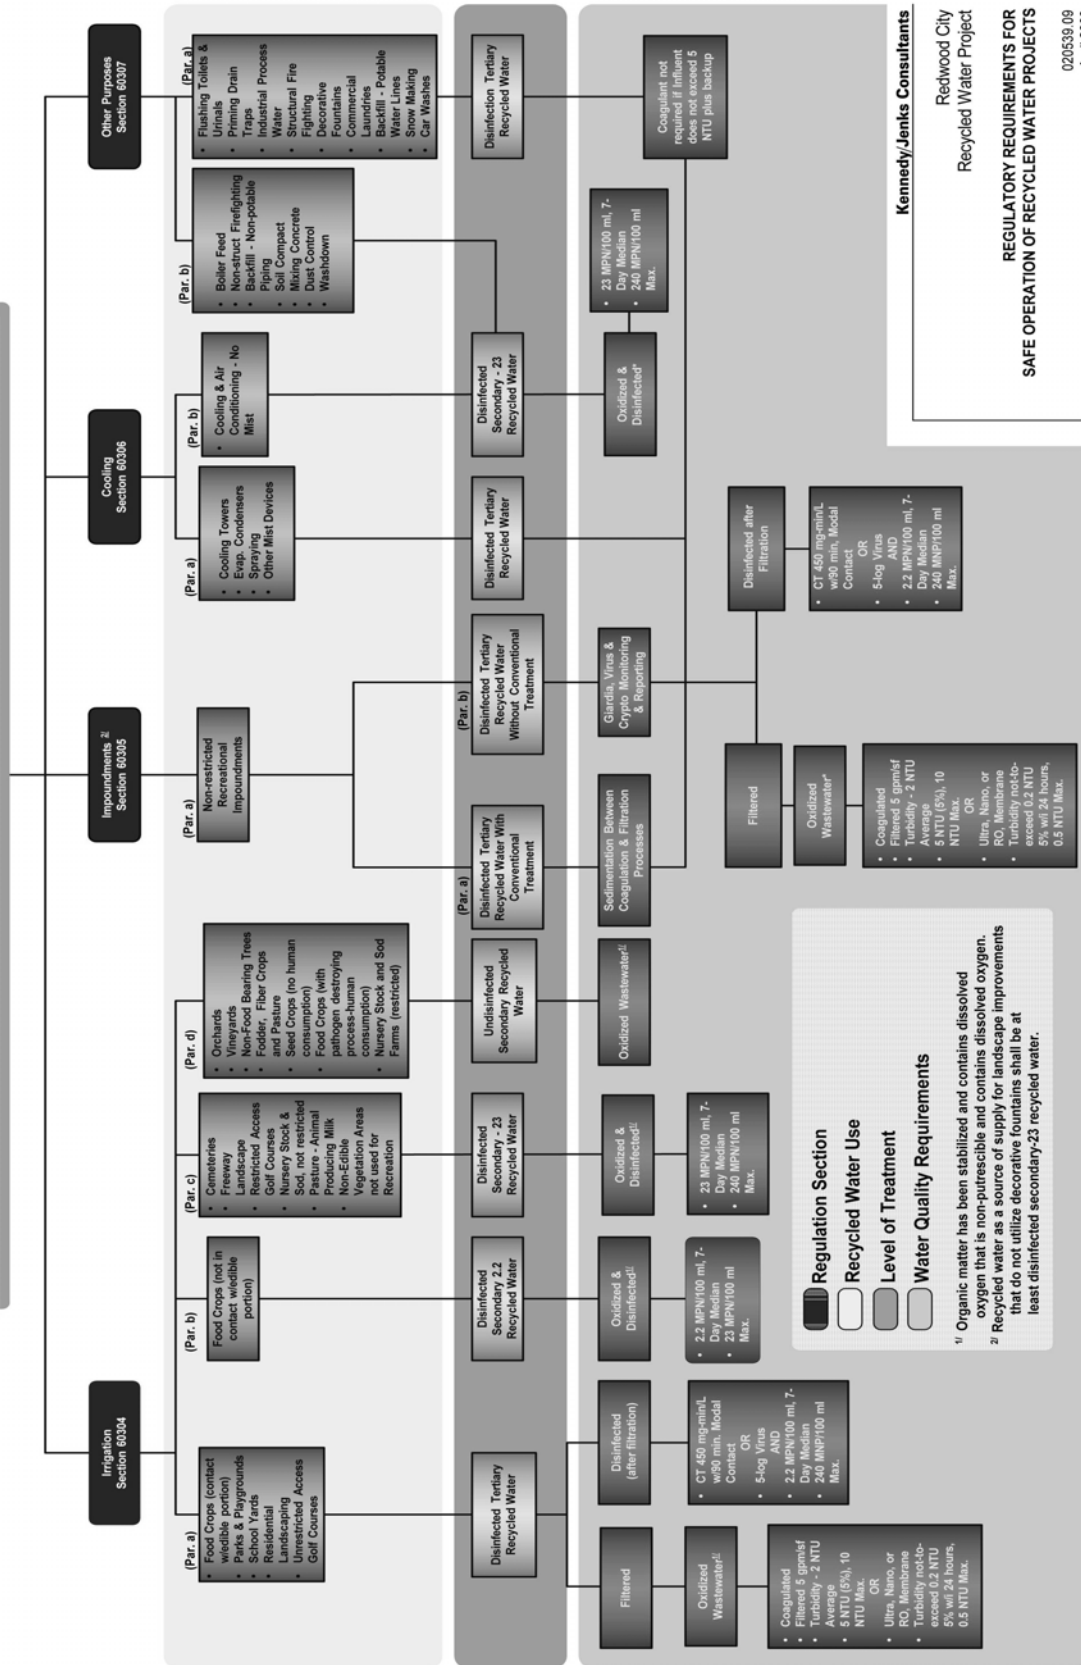 Irrigation
Section 60304
Impoundments 2/
Section 60305
Cooling
Section 60306
Other Purposes
Section 60307
(Par. a)
• Food Crops (contact
w/edible portion)
• Parks & Playgrounds
• School Yards
• Residential
Landscaping
• Unrestricted Access
Golf Courses
(Par. b)
Food Crops (not in
contact w/edible
portion)
(Par. c)
• Cemeteries
• Freeway
Landscape
• Restricted Access
Golf Courses
• Nursery Stock &
Sod, not restricted
• Pasture - Animal
Producing Milk
• Non-Edible
Vegetation Areas
not used for
Recreation
(Par. d)
• Orchards
• Vineyards
• Non-Food Bearing Trees
• Fodder, Fiber Crops
and Pasture
• Seed Crops (no human
consumption)
• Food Crops (with
pathogen destroying
process-human
consumption)
• Nursery Stock and Sod
Farms (restricted)
(Par. a)
Non-restricted
Recreational
Impoundments
(Par. a)
• Cooling Towers
• Evap. Condensers
• Spraying
• Other Mist Devices
(Par. b)
• Cooling & Air
Conditioning - No
Mist
(Par. b)
• Boiler Feed
• Non-struct Firefighting
• Backfill - Non-potable
Piping
• Soil Compact
• Mixing Concrete
• Dust Control
• Washdown
(Par. a)
• Flushing Toilets &
Urinals
• Priming Drain
Traps
• Industrial Process
Water
• Structural Fire
Fighting
• Decorative
Fountains
• Commercial
Laundries
• Backfill - Potable
Water Lines
• Snow Making
• Car Washes
Disinfected Tertiary
Recycled Water
Disinfected
Secondary 2.2
Recycled Water
Disinfected
Secondary - 23
Recycled Water
Undisinfected
Secondary Recycled
Water
(Par. a)
Disinfected Tertiary
Recycled Water With
Conventional
Treatment
(Par. b)
Disinfected Tertiary
Recycled Water
Without Conventional
Treatment
Disinfected Tertiary
Recycled Water
Disinfected
Secondary - 23
Recycled Water
Disinfection Tertiary
Recycled Water
Filtered
Disinfected
(after filtration)
Oxidized &
Disinfected1/
Oxidized &
Disinfected1/
Oxidized Wastewater1/
Sedimentation Between
Coagulation & Filtration
Processes
Giardia, Virus &
Crypto Monitoring
& Reporting
Oxidized &
Disinfected*
• 23 MPN/100 ml, 7-
Day Median
• 240 MPN/100 ml
Max.
Coagulant not
required if Influent
does not exceed 5
NTU plus backup
Oxidized
Wastewater1/
• CT 450 mg-min/L
w/90 min. Modal
Contact
OR
• 5-log Virus
AND
• 2.2 MPN/100 ml, 7-
Day Median
• 240 MNP/100 ml
Max.
• 2.2 MPN/100 ml, 7-
Day Median
• 23 MPN/100 ml
Max.
• 23 MPN/100 ml, 7-
Day Median
• 240 MPN/100 ml
Max.
• Coagulated
• Filtered 5 gpm/sf
• Turbidity - 2 NTU
Average
• 5 NTU (5%), 10
NTU Max.
OR
• Ultra, Nano, or
RO, Membrane
• Turbidity not-to-
exceed 0.2 NTU
5% w/i 24 hours,
0.5 NTU Max.
Filtered
Disinfected after
Filtration
Oxidized
Wastewater*
• CT 450 mg-min/L
w/90 min, Modal
Contact
OR
• 5-log Virus
AND
• 2.2 MPN/100 ml, 7-
Day Median
• 240 MNP/100 ml
Max.
• Coagulated
• Filtered 5 gpm/sf
• Turbidity - 2 NTU
Average
• 5 NTU (5%), 10
NTU Max.
OR
• Ultra, Nano, or
RO, Membrane
• Turbidity not-to-
exceed 0.2 NTU
5% w/i 24 hours,
0.5 NTU Max.
Regulation Section
Recycled Water Use
Level of Treatment
Water Quality Requirements
1/ Organic matter has been stabilized and contains dissolved
oxygen that is non-putrescible and contains dissolved oxygen.
2/ Recycled water as a source of supply for landscape improvements
that do not utilize decorative fountains shall be at
least disinfected secondary-23 recycled water.
Kennedy/Jenks Consultants
Redwood City
Recycled Water Project
REGULATORY REQUIREMENTS FOR
SAFE OPERATION OF RECYCLED WATER PROJECTS
020539.09